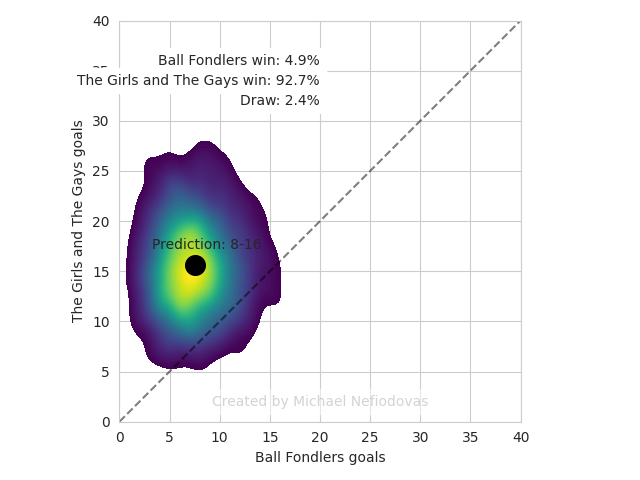 40
Ball Fondlers win: 4.9%
The Girls and The Gays win: 92.7%
Draw: 2.4%
30
25
20
Prediction: 8-16
15
10
5
Created by Michael Nefiodovas
0
0 5 10 15 20 25 30 35 40
Ball Fondlers goals
The Girls and The Gays goals